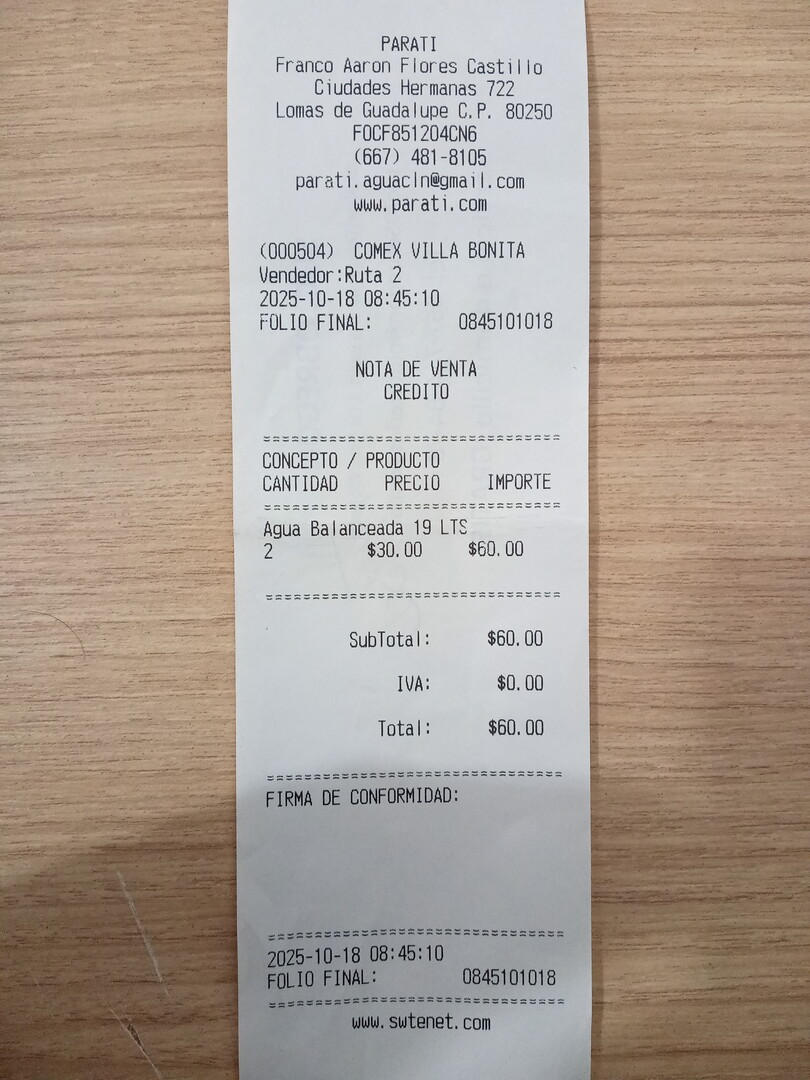 PARATI
Franco Aaron Flores Castillo
Ciudades Hermanas 722
Lomas de Guadalupe C.P. 80250
FOCF851204CN6
(667) 481-8105
parati.aguacln@gmail.com
www.parati.com
(000504) COMEX VILLA BONITA
Vendedor:Ruta 2
2025-10-18 08:45:10
FOLIO FINAL: 0845101018
NOTA DE VENTA
CREDITO
================================
CONCEPTO / PRODUCTO
CANTIDAD PRECIO IMPORTE
================================
Agua Balanceada 19 LTS
2 $30.00 $60.00
================================
SubTotal: $60.00
IVA: $0.00
Total: $60.00
================================
FIRMA DE CONFORMIDAD:
================================
2025-10-18 08:45:10
FOLIO FINAL: 0845101018
================================
www.swtenet.com